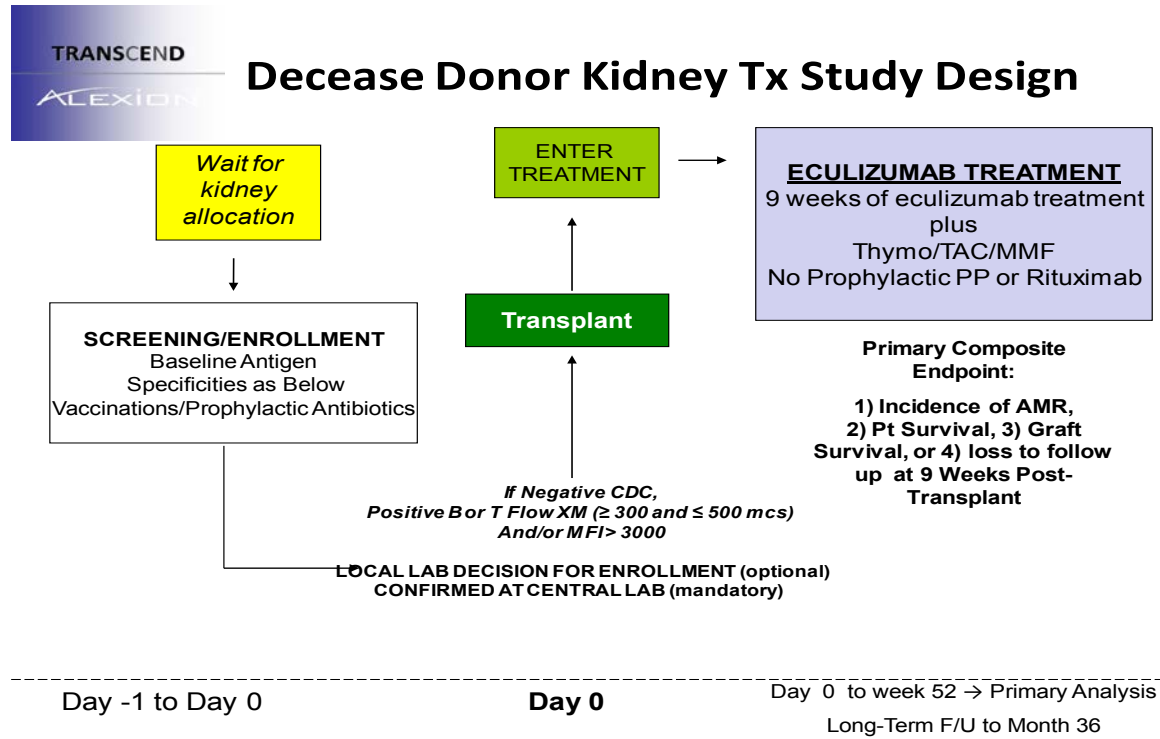 TRANSCEND
ALEXION
Decease Donor Kidney Tx Study Design
Wait for
kidney
allocation
SCREENING/ENROLLMENT
Baseline Antigen
Specificities as Below
Vaccinations/Prophylactic Antibiotics
ENTER
TREATMENT
Transplant
If Negative CDC,
Positive B or T Flow XM (≥ 300 and ≤ 500 mcs)
And/or MFI> 3000
LOCAL LAB DECISION FOR ENROLLMENT (optional)
CONFIRMED AT CENTRAL LAB (mandatory)
ECULIZUMAB TREATMENT
9 weeks of eculizumab treatment
plus
Thymo/TAC/MMF
No Prophylactic PP or Rituximab
Primary Composite
Endpoint:
1) Incidence of AMR,
2) Pt Survival, 3) Graft
Survival, or 4) loss to follow
up at 9 Weeks Post-
Transplant
Day -1 to Day 0
Day 0
Day 0 to week 52 → Primary Analysis
Long-Term F/U to Month 36